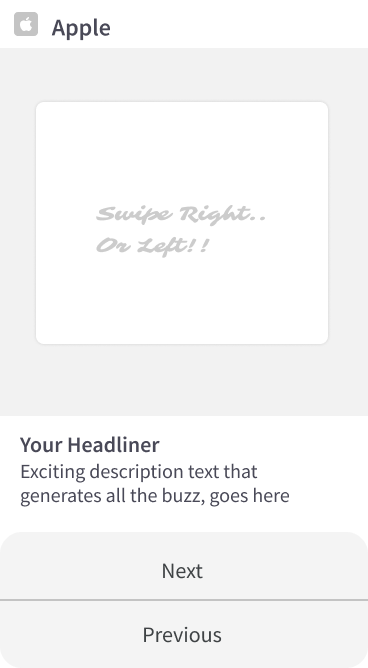 Apple
Swipe Right..
Or Left!!
Your Headliner
Exciting description text that
generates all the buzz, goes here
Next
Previous